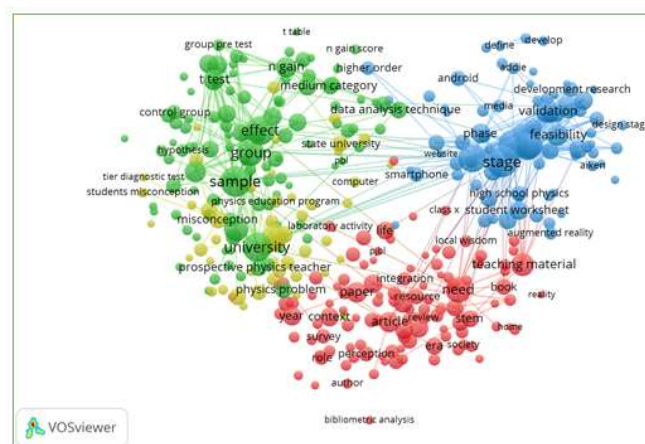 t table
group pre test
n gain score
define
develop
n gain
higher order
addie
t test
android
medium category
development research
media
control group
data analysis technique
validation
effect
phase
feasibility
design stage
state university
hypothesis
group
website
stage
pbl
aiken
tier diagnostic test
sample
computer
smartphone
students misconception
high school physics
physics education program
class x
student worksheet
misconception
laboratory activity
life
augmented reality
university
local wisdom
pjbl
prospective physics teacher
integration
teaching material
physics problem
paper
resource
need
book
reality
year
context
article
review
stem
home
survey
era
society
role
perception
author
bibliometric analysis
VOSviewer